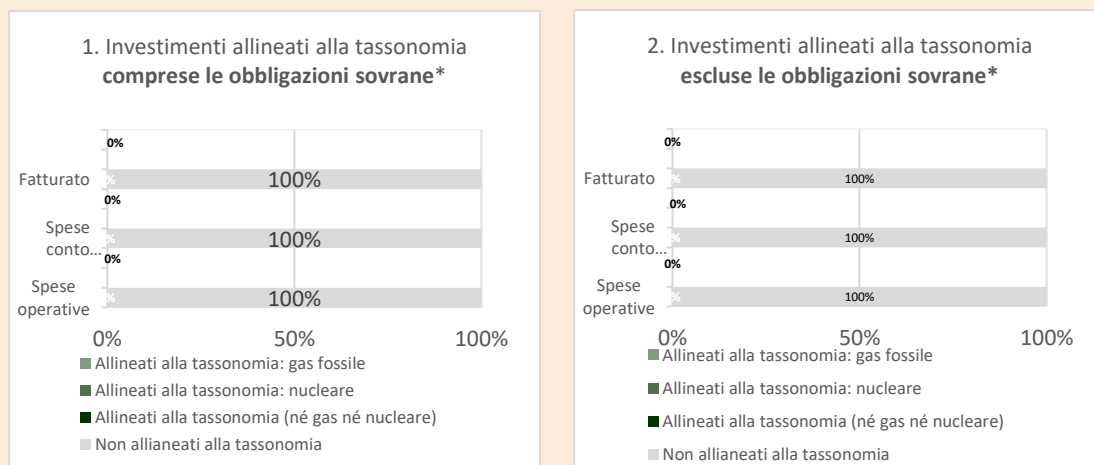 1. Investimenti allineati alla tassonomia
comprese le obbligazioni sovrane*
0%
Fatturato
%
100%
0%
Spese
conto...
%
100%
0%
Spese
operative
%
100%
0%
50%
100%
Allineati alla tassonomia: gas fossile
Allineati alla tassonomia: nucleare
Allineati alla tassonomia (né gas né nucleare)
Non allianeati alla tassonomia
2. Investimenti allineati alla tassonomia
escluse le obbligazioni sovrane*
0%
Fatturato
%
100%
0%
Spese
conto...
%
100%
0%
Spese
operative
%
100%
0%
50%
100%
Allineati alla tassonomia: gas fossile
Allineati alla tassonomia: nucleare
Allineati alla tassonomia (né gas né nucleare)
Non allianeati alla tassonomia